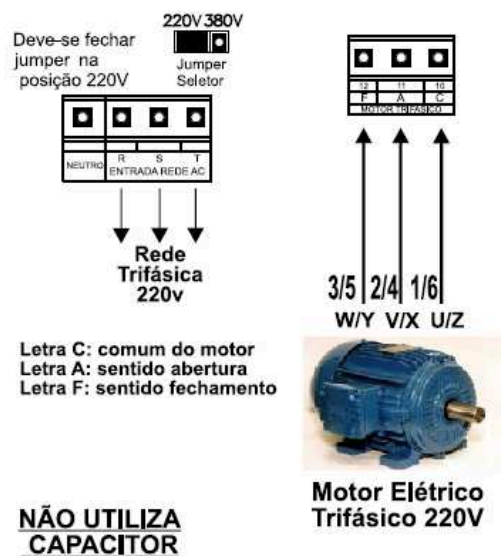 220V 380V
Deve-se fechar
jumper na
posição 220V
Jumper
Seletor
NEUTRO
R S T
ENTRADA REDE AC
Rede
Trifásica
220v
12 11 10
F A C
MOTOR TRIFASICO
3/5 2/4 1/6
W/Y V/X U/Z
Letra C: comum do motor
Letra A: sentido abertura
Letra F: sentido fechamento
Motor Elétrico
Trifásico 220V
NÃO UTILIZA
CAPACITOR